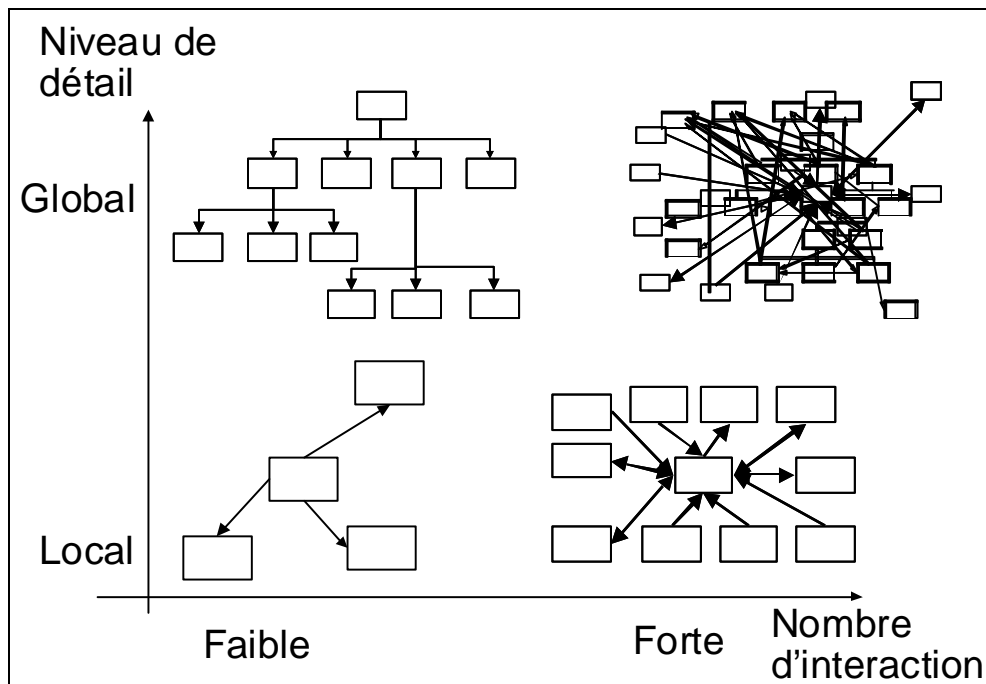 Niveau de
détail
Global
Local
Faible
Forte
Nombre
d'interaction